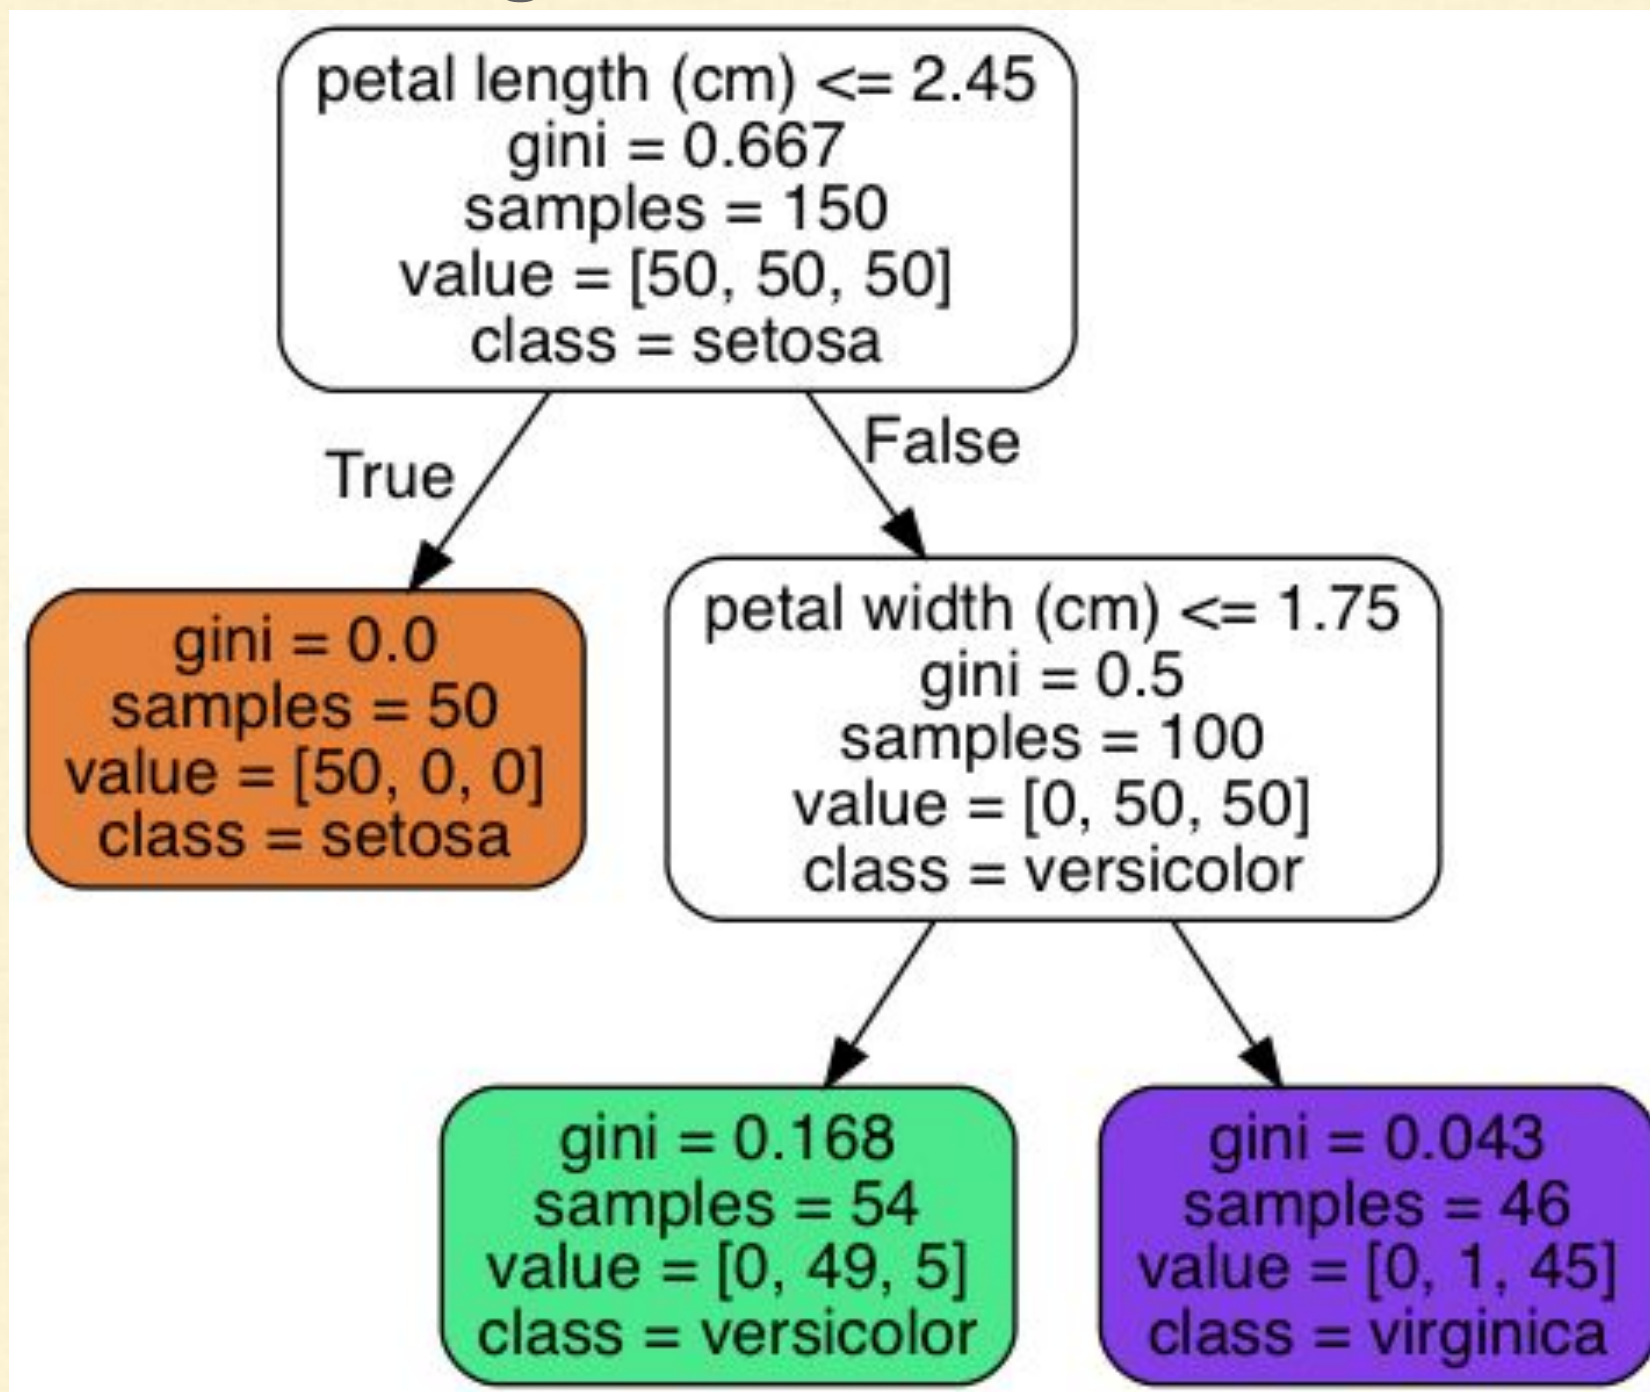 petal length (cm) <= 2.45
gini = 0.667
samples = 150
value = [50, 50, 50]
class = setosa
True
False
gini = 0.0
samples = 50
value = [50, 0, 0]
class = setosa
petal width (cm) <= 1.75
gini = 0.5
samples = 100
value = [0, 50, 50]
class = versicolor
gini = 0.168
samples = 54
value = [0, 49, 5]
class = versicolor
gini = 0.043
samples = 46
value = [0, 1, 45]
class = virginica